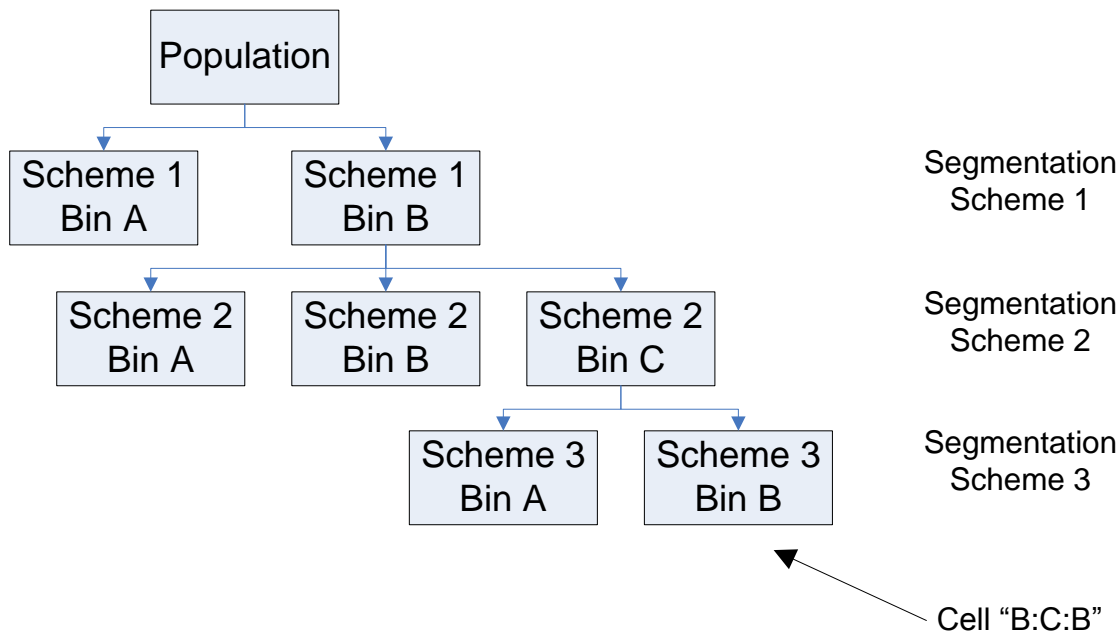 Population
Scheme 1
Bin A
Scheme 1
Bin B
Segmentation
Scheme 1
Scheme 2
Bin A
Scheme 2
Bin B
Scheme 2
Bin C
Segmentation
Scheme 2
Scheme 3
Bin A
Scheme 3
Bin B
Segmentation
Scheme 3
Cell “B:C:B”